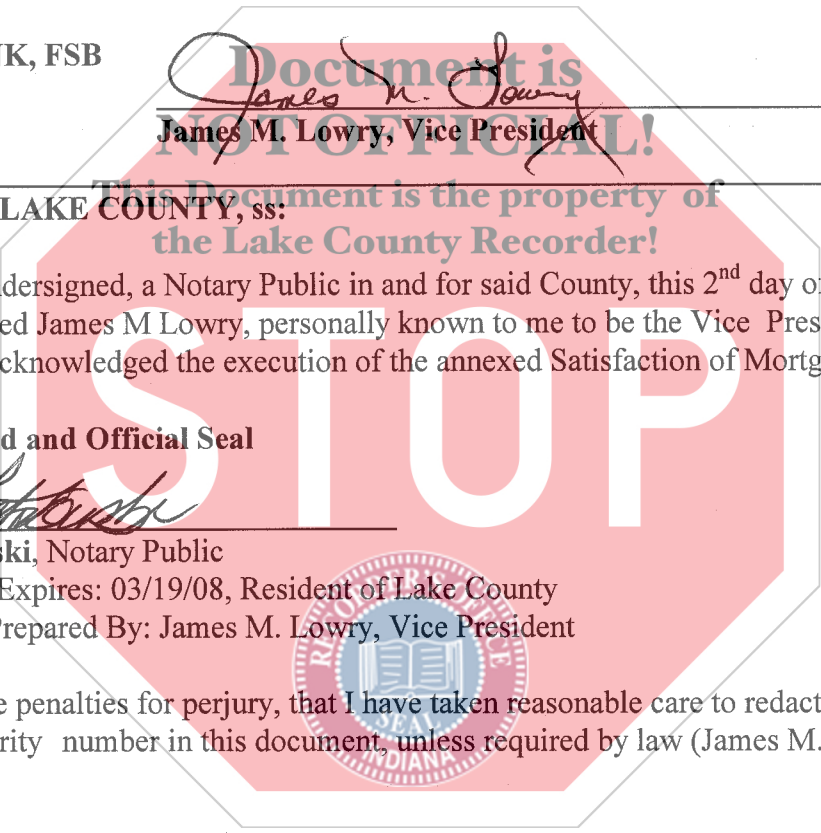 NK, FSB
Document is
James M. Lowry
James M. Lowry, Vice President
NOT OFFICIAL!
This Document is the property of
LAKE COUNTY, ss:
the Lake County Recorder!
dersigned, a Notary Public in and for said County, this 2nd day of
ed James M Lowry, personally known to me to be the Vice Pres
cknowledged the execution of the annexed Satisfaction of Mortg
STOP
d and Official Seal
ski, Notary Public
Expires: 03/19/08, Resident of Lake County
Prepared By: James M. Lowry, Vice President
RECORDER'S OFFICE
e penalties for perjury, that I have taken reasonable care to redact
SEAL
rity number in this document, unless required by law (James M.
INDIANA